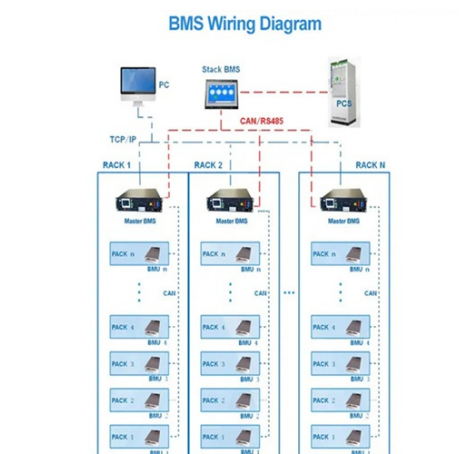 BMS Wiring Diagram
Stack BMS
PC
PCS
CAN/RS485
TCP/IP
RACK 1 RACK 2 RACK N
Master BMS Master BMS Master BMS
PACK n PACK n PACK n
BMU n BMU n BMU n
CAN CAN CAN
PACK 4 PACK 4 PACK 4
BMU 4 BMU 4 BMU 4
PACK 3 PACK 3 PACK 3
BMU 3 BMU 3 BMU 3
PACK 2 PACK 2 PACK 2
BMU 2 BMU 2 BMU 2
PACK 1 PACK 1 PACK 1
BMU BMU BMU